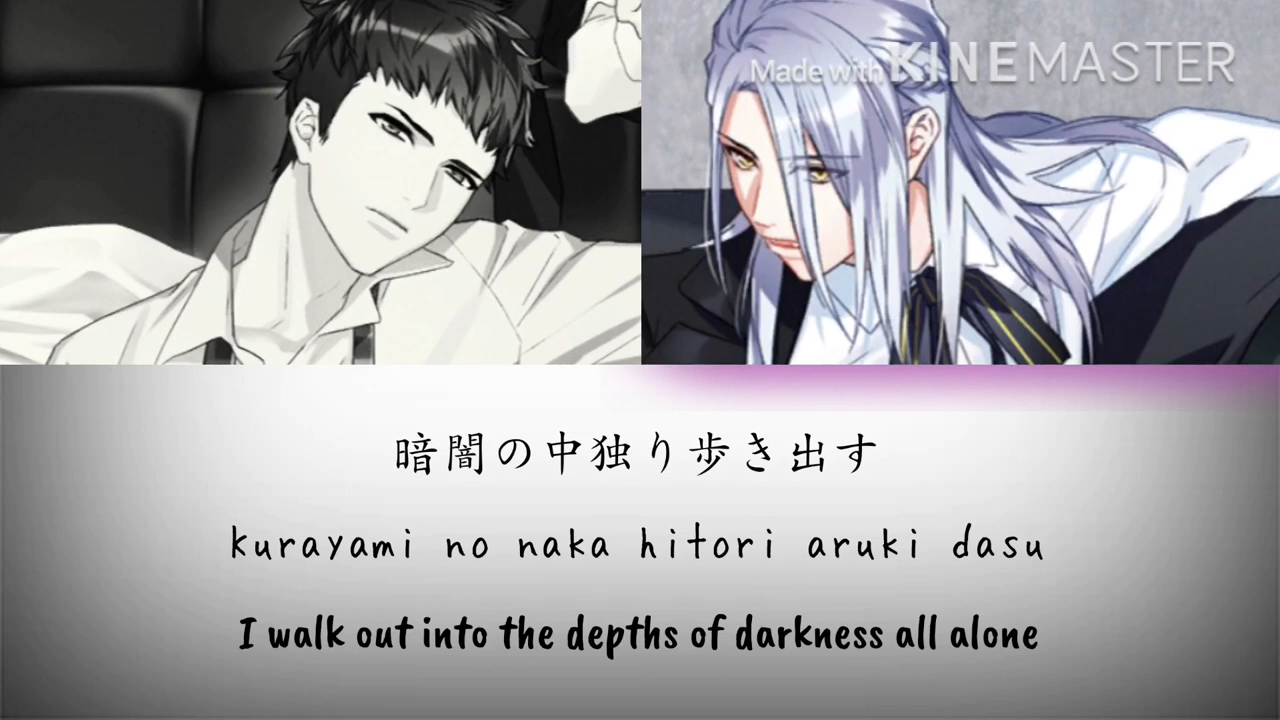 Made with KINEMASTER
暗闇の中独り歩き出す
kurayami no naka hitori aruki dasu
I walk out into the depths of darkness all alone